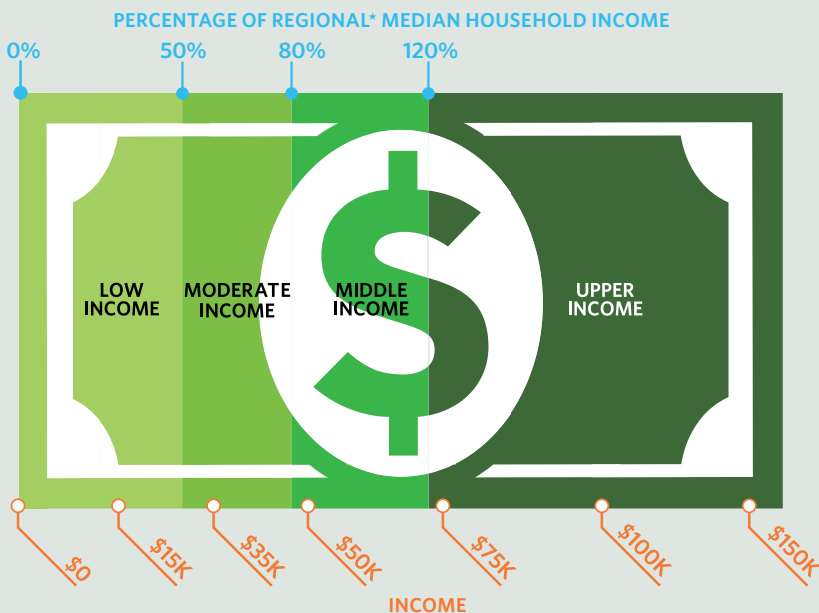 PERCENTAGE OF REGIONAL* MEDIAN HOUSEHOLD INCOME
0% 50% 80% 120%
$
LOW
INCOME
MODERATE
INCOME
MIDDLE
INCOME
UPPER
INCOME
$0 $15K $35K $50K $75K $100K $150K
INCOME